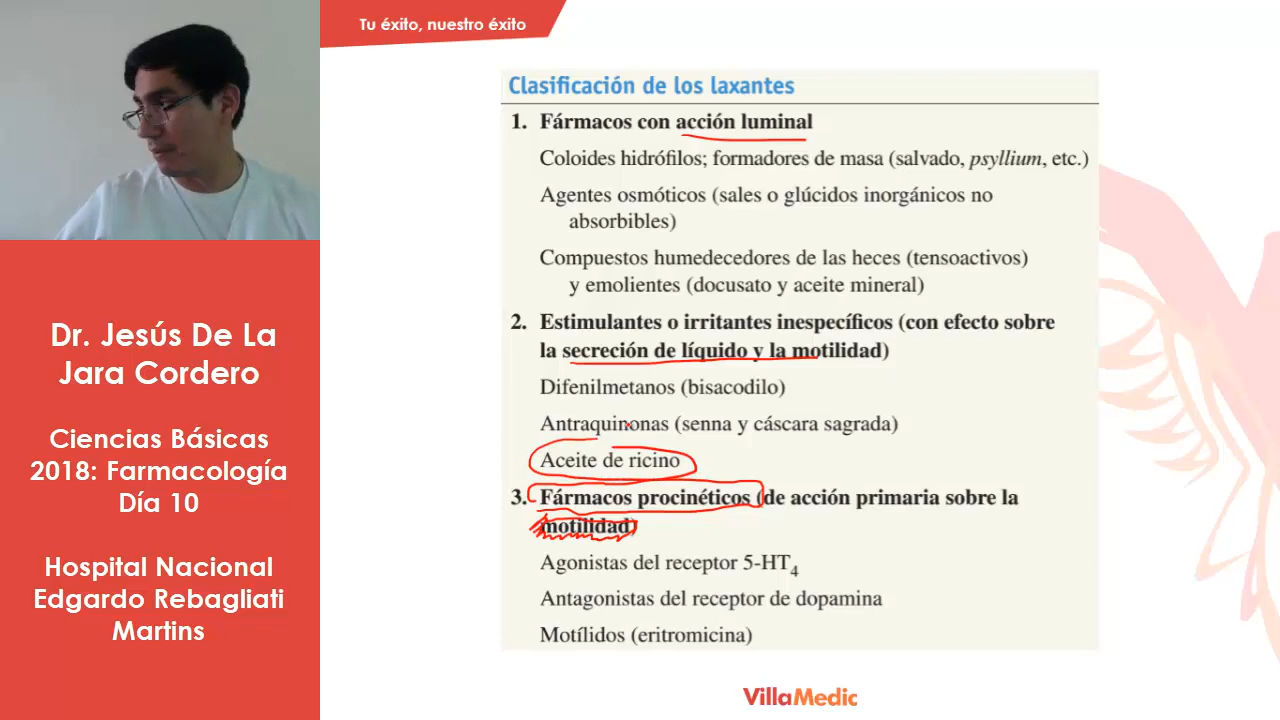 Tu éxito, nuestro éxito
Clasificación de los laxantes
1. Fármacos con acción luminal
Coloides hidrófilos; formadores de masa (salvado, psyllium, etc.)
Agentes osmóticos (sales o glúcidos inorgánicos no
absorbibles)
Compuestos humedecedores de las heces (tensoactivos)
y emolientes (docusato y aceite mineral)
2. Estimulantes o irritantes inespecíficos (con efecto sobre
la secreción de líquido y la motilidad)
Difenilmetanos (bisacodilo)
Antraquinonas (senna y cáscara sagrada)
Aceite de ricino
3. Fármacos procinéticos (de acción primaria sobre la
motilidad)
Agonistas del receptor 5-HT4
Antagonistas del receptor de dopamina
Motílidos (eritromicina)
Dr. Jesús De La
Jara Cordero
Ciencias Básicas
2018: Farmacología
Día 10
Hospital Nacional
Edgardo Rebagliati
Martins
VillaMedic